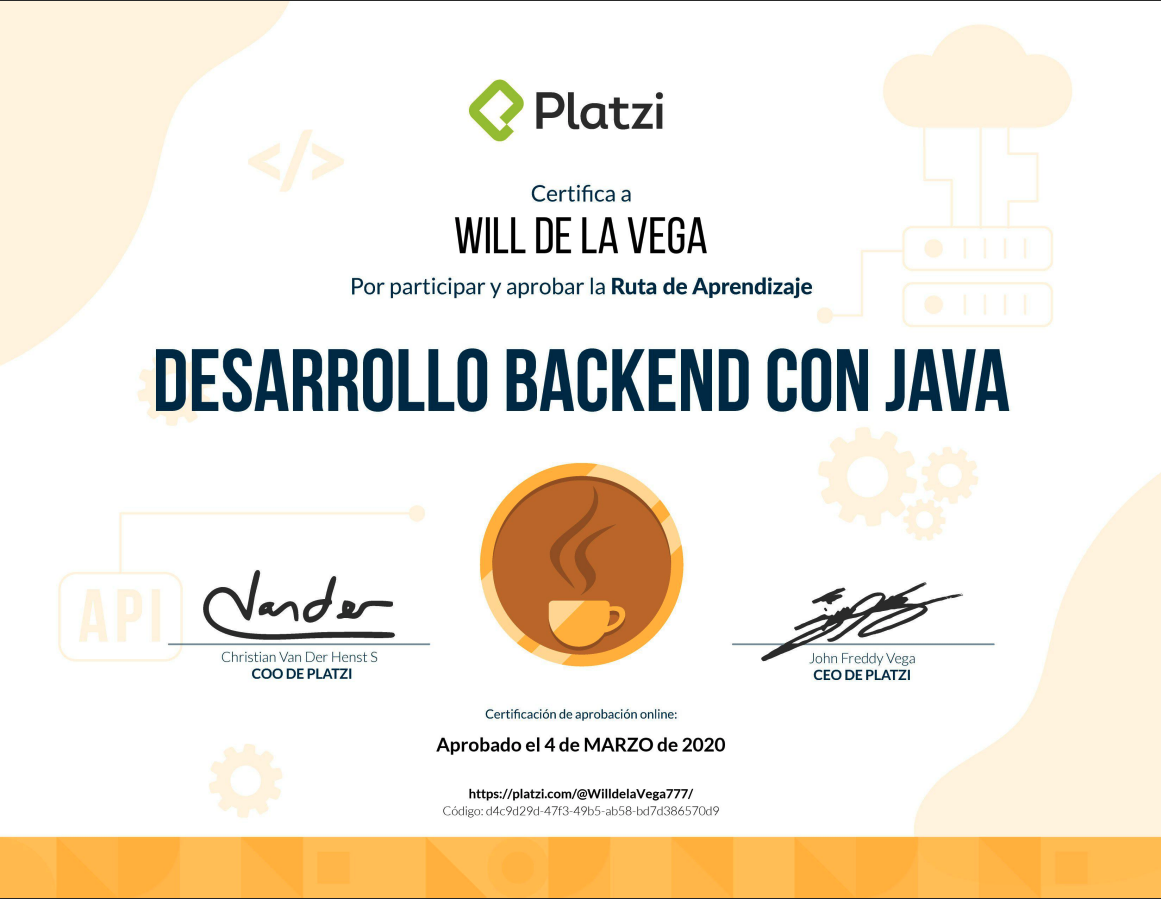 Platzi
Certifica a
WILL DE LA VEGA
Por participar y aprobar la Ruta de Aprendizaje
DESARROLLO BACKEND CON JAVA
API
Vander
Christian Van Der Henst S
COO DE PLATZI
John Freddy Vega
CEO DE PLATZI
Certificación de aprobación online:
Aprobado el 4 de MARZO de 2020
https://platzi.com/@WilldelaVega777/
Código: d4c9d29d-47f3-49b5-ab58-bd7d386570d9